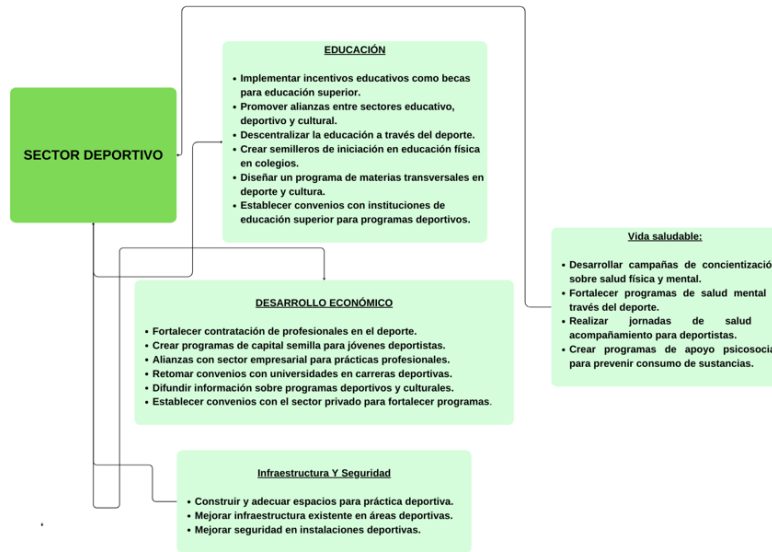 SECTOR DEPORTIVO
EDUCACIÓN
• Implementar incentivos educativos como becas
para educación superior.
• Promover alianzas entre sectores educativo,
deportivo y cultural.
• Descentralizar la educación a través del deporte.
• Crear semilleros de iniciación en educación física
en colegios.
• Diseñar un programa de materias transversales en
deporte y cultura.
• Establecer convenios con instituciones de
educación superior para programas deportivos.
DESARROLLO ECONÓMICO
• Fortalecer contratación de profesionales en el deporte.
• Crear programas de capital semilla para jóvenes deportistas.
• Alianzas con sector empresarial para prácticas profesionales.
• Retomar convenios con universidades en carreras deportivas.
• Difundir información sobre programas deportivos y culturales.
• Establecer convenios con el sector privado para fortalecer programas.
Infraestructura Y Seguridad
• Construir y adecuar espacios para práctica deportiva.
• Mejorar infraestructura existente en áreas deportivas.
• Mejorar seguridad en instalaciones deportivas.
Vida saludable:
• Desarrollar campañas de
sobre salud física y mental.
• Fortalecer programas de salud mental
través del deporte.
• Realizar jornadas de salud
acompañamiento para deportistas.
• Crear programas de apoyo
para prevenir consumo de sustancias.